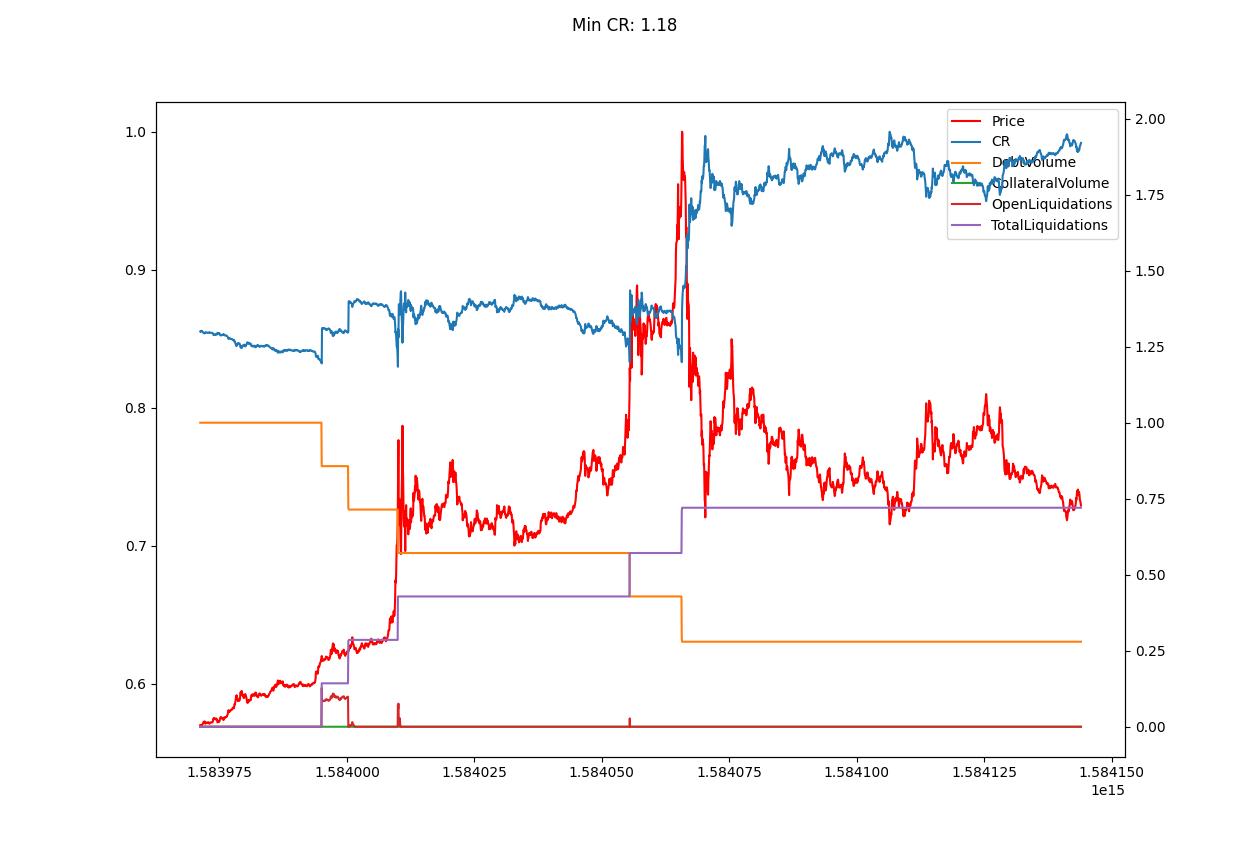 Min CR: 1.18
1.0
0.9
0.8
0.7
0.6
2.00
1.75
1.50
1.25
1.00
0.75
0.50
0.25
0.00
Price
CR
DebtVolume
CollateralVolume
OpenLiquidations
TotalLiquidations
1.583975 1.584000 1.584025 1.584050 1.584075 1.584100 1.584125 1.584150
1e15